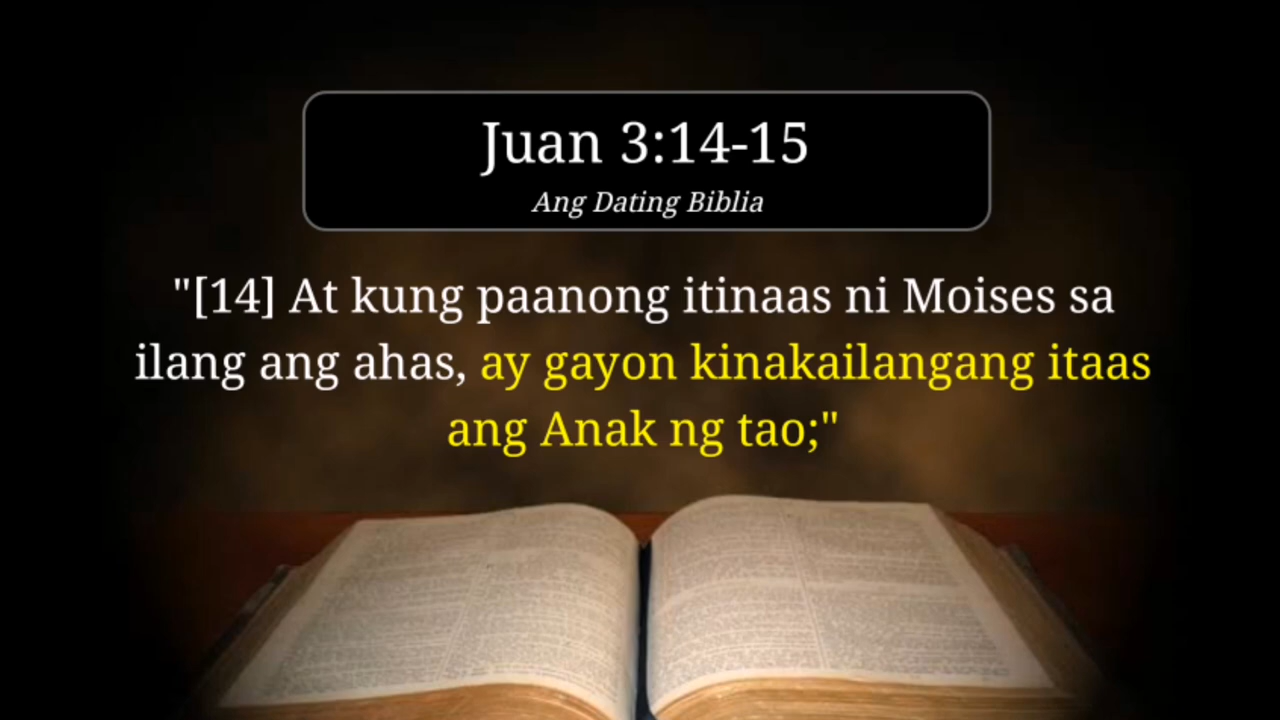 Juan 3:14-15
Ang Dating Biblia
"[14] At kung paanong itinaas ni Moises sa
ilang ang ahas, ay gayon kinakailangang itaas
ang Anak ng tao;"